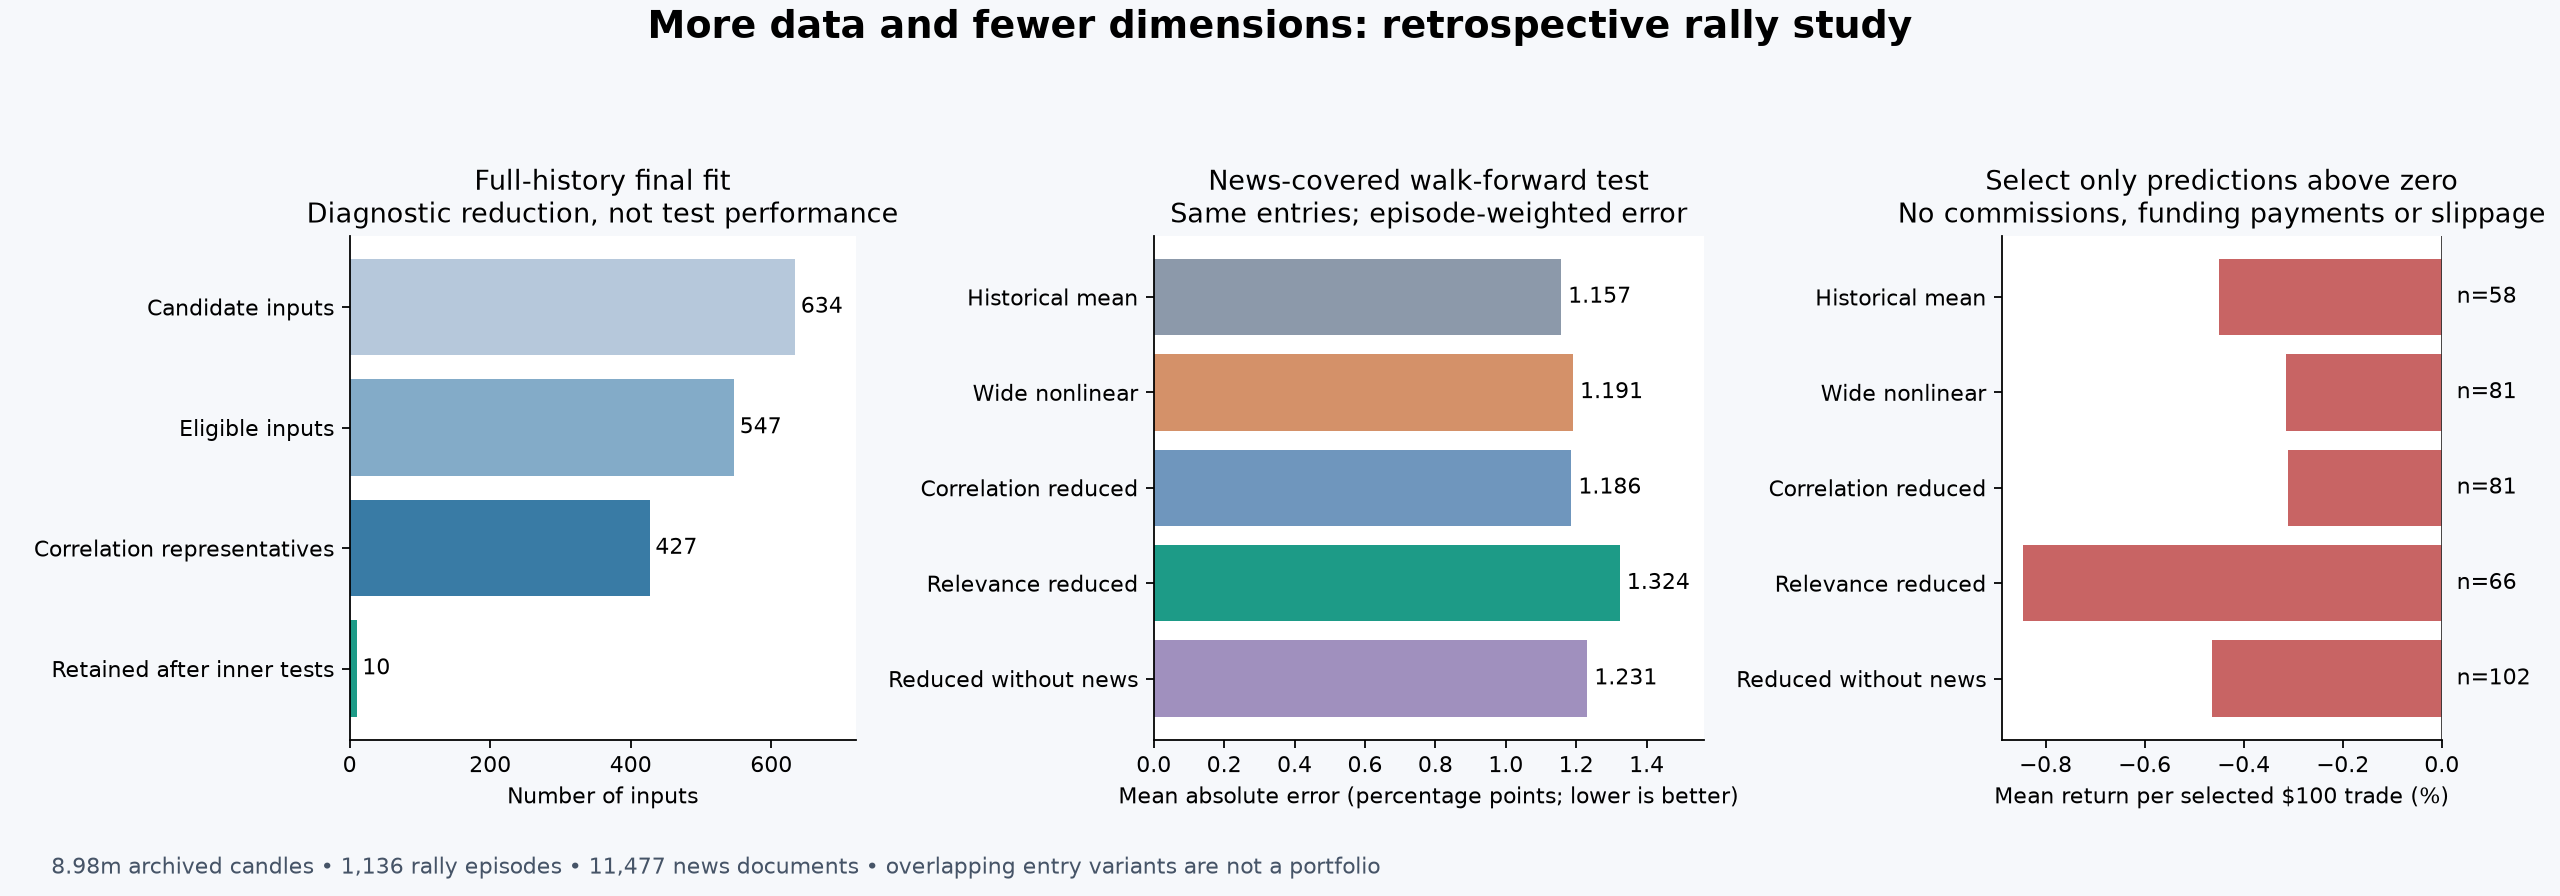 More data and fewer dimensions: retrospective rally study
Full-history final fit
Diagnostic reduction, not test performance
Candidate inputs
634
Eligible inputs
547
Correlation representatives
427
Retained after inner tests
10
0 200 400 600
Number of inputs
News-covered walk-forward test
Same entries; episode-weighted error
Historical mean
1.157
Wide nonlinear
1.191
Correlation reduced
1.186
Relevance reduced
1.324
Reduced without news
1.231
0.0 0.2 0.4 0.6 0.8 1.0 1.2 1.4
Mean absolute error (percentage points; lower is better)
Select only predictions above zero
No commissions, funding payments or slippage
Historical mean
n=58
Wide nonlinear
n=81
Correlation reduced
n=81
Relevance reduced
n=66
Reduced without news
n=102
−0.8 −0.6 −0.4 −0.2 0.0
Mean return per selected $100 trade (%)
8.98m archived candles • 1,136 rally episodes • 11,477 news documents • overlapping entry variants are not a portfolio